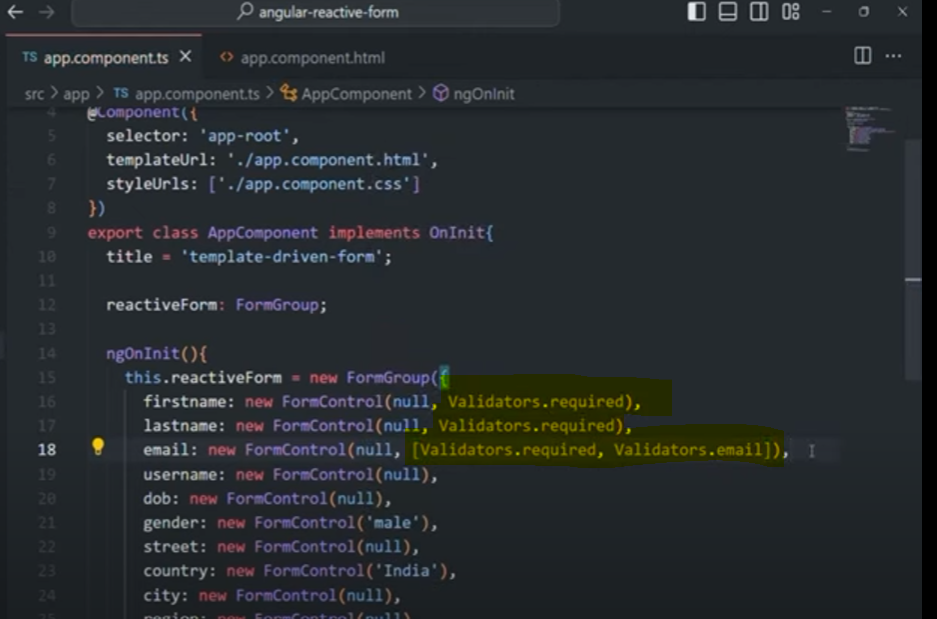 angular-reactive-form
TS app.component.ts × <> app.component.html
src > app > TS app.component.ts > AppComponent > ngOnInit
4 @Component({
5 selector: 'app-root',
6 templateUrl: './app.component.html',
7 styleUrls: ['./app.component.css']
8 })
9 export class AppComponent implements OnInit{
10 title = 'template-driven-form';
11
12 reactiveForm: FormGroup;
13
14 ngOnInit(){
15 this.reactiveForm = new FormGroup({
16 firstname: new FormControl(null, Validators.required),
17 lastname: new FormControl(null, Validators.required),
18 email: new FormControl(null, [Validators.required, Validators.email]),
19 username: new FormControl(null),
20 dob: new FormControl(null),
21 gender: new FormControl('male'),
22 street: new FormControl(null),
23 country: new FormControl('India'),
24 city: new FormControl(null),
region: new FormControl(null)